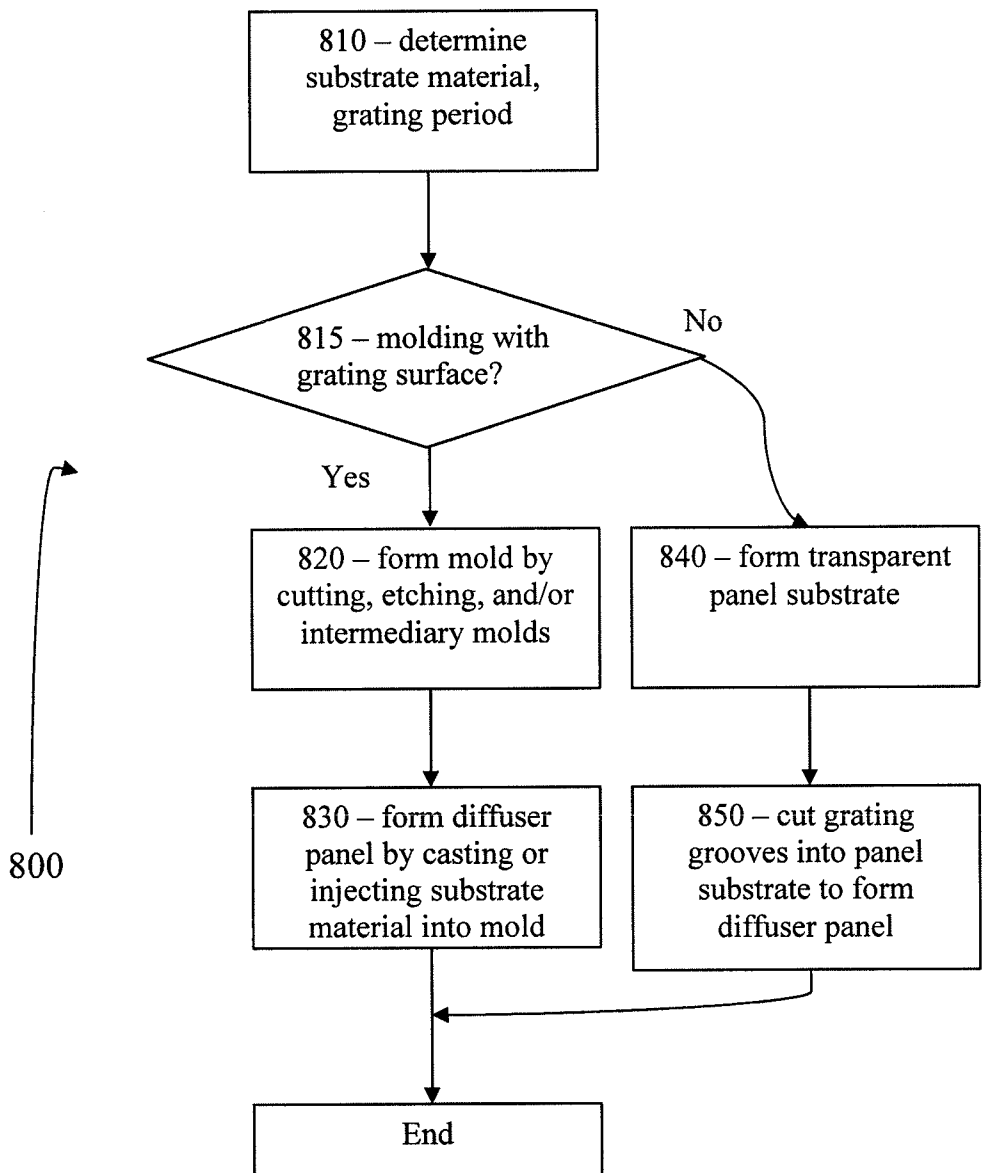 810 – determine
substrate material,
grating period
815 – molding with
grating surface?
No
Yes
820 – form mold by
cutting, etching, and/or
intermediary molds
840 – form transparent
panel substrate
830 – form diffuser
panel by casting or
injecting substrate
material into mold
850 – cut grating
grooves into panel
substrate to form
diffuser panel
800
End